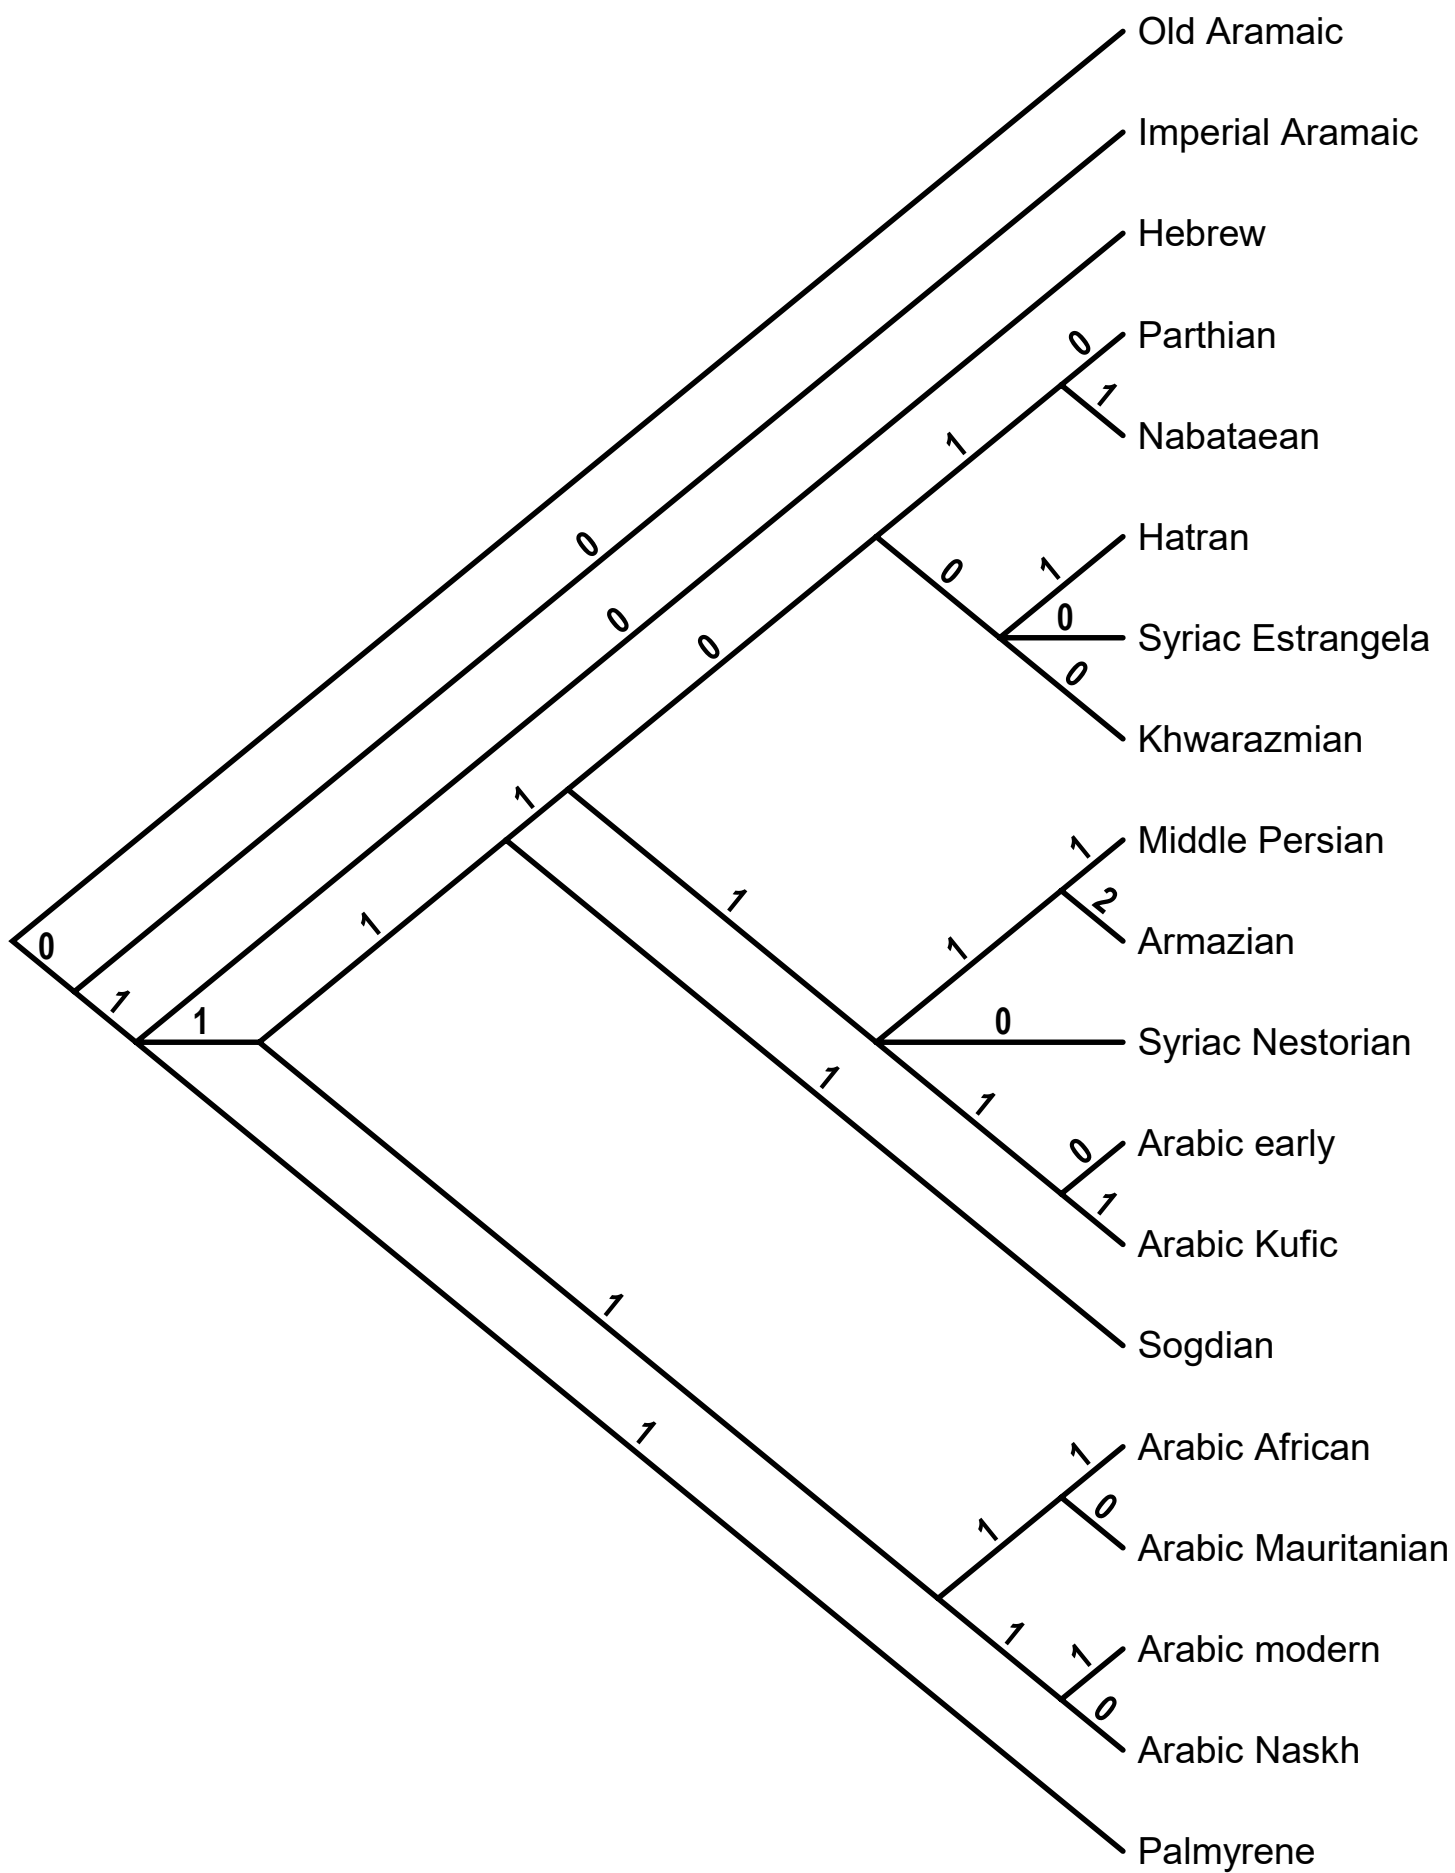 Old Aramaic
Imperial Aramaic
Hebrew
0
Parthian
1
Nabataean
1
1
Hatran
0
0
0
Syriac Estrangela
0
0
0
Khwarazmian
1
1
Middle Persian
1
2
Armazian
1
1
0
1
1
0
Syriac Nestorian
1
1
0
Arabic early
1
Arabic Kufic
1
Sogdian
1
1
Arabic African
0
1
Arabic Mauritanian
1
1
Arabic modern
0
Arabic Naskh
Palmyrene